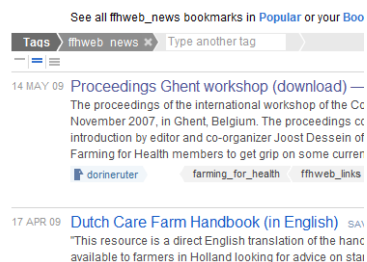 See all ffhweb_news bookmarks in Popular or your Boo
Tags ffhweb_news Type another tag
14 MAY 09 Proceedings Ghent workshop (download) —
The proceedings of the international workshop of the Co
November 2007, in Ghent, Belgium. The proceedings co
introduction by editor and co-organizer Joost Dessein of
Farming for Health members to get grip on some curren
dorineruter farming_for_health ffhweb_links
17 APR 09 Dutch Care Farm Handbook (in English) SAV
"This resource is a direct English translation of the hand
available to farmers in Holland looking for advice on star